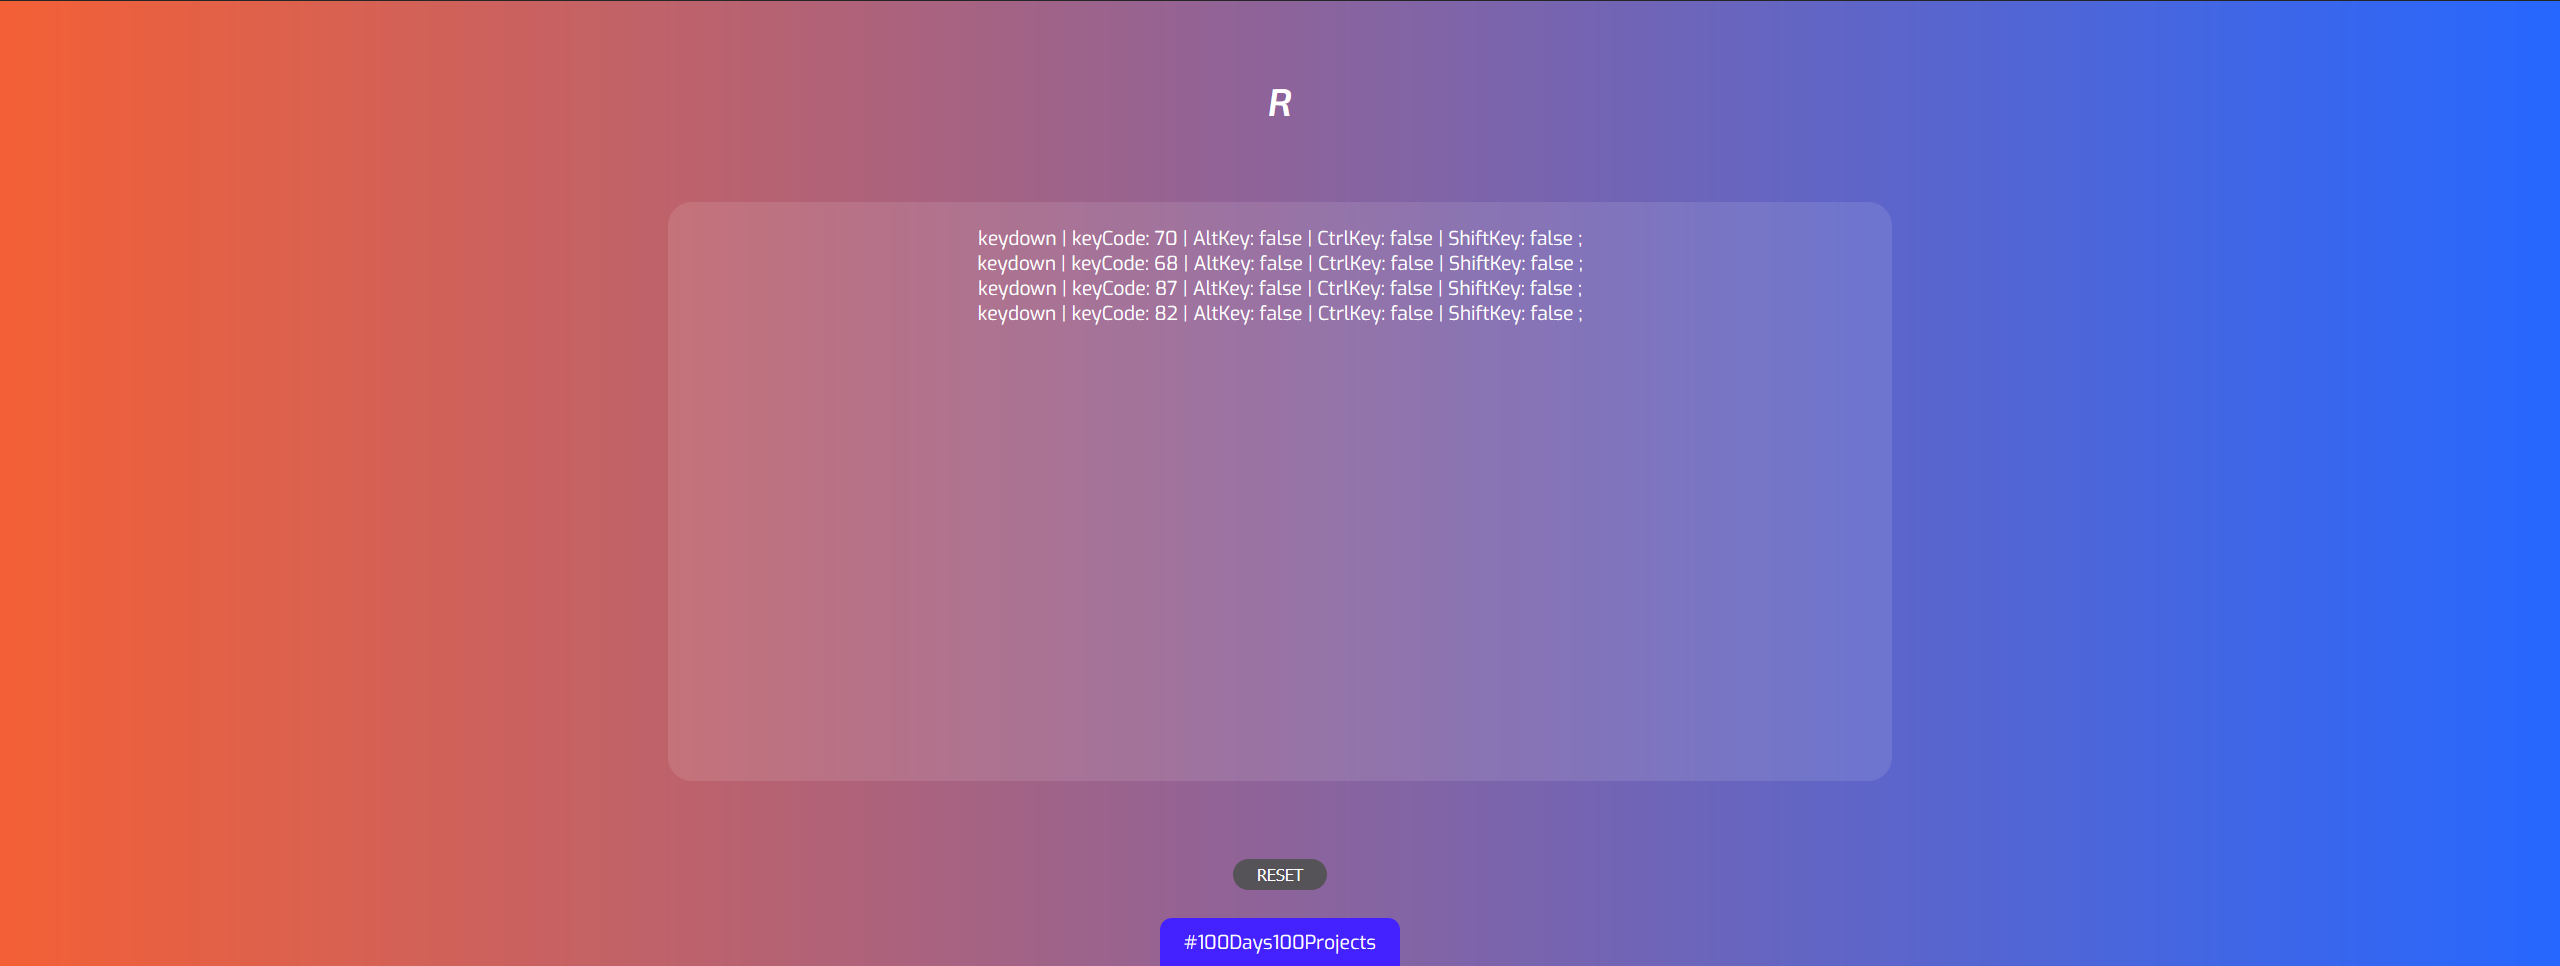 R
keydown | keyCode: 70 | AltKey: false | CtrlKey: false | ShiftKey: false ;
keydown | keyCode: 68 | AltKey: false | CtrlKey: false | ShiftKey: false ;
keydown | keyCode: 87 | AltKey: false | CtrlKey: false | ShiftKey: false ;
keydown | keyCode: 82 | AltKey: false | CtrlKey: false | ShiftKey: false ;
RESET
#100Days100Projects